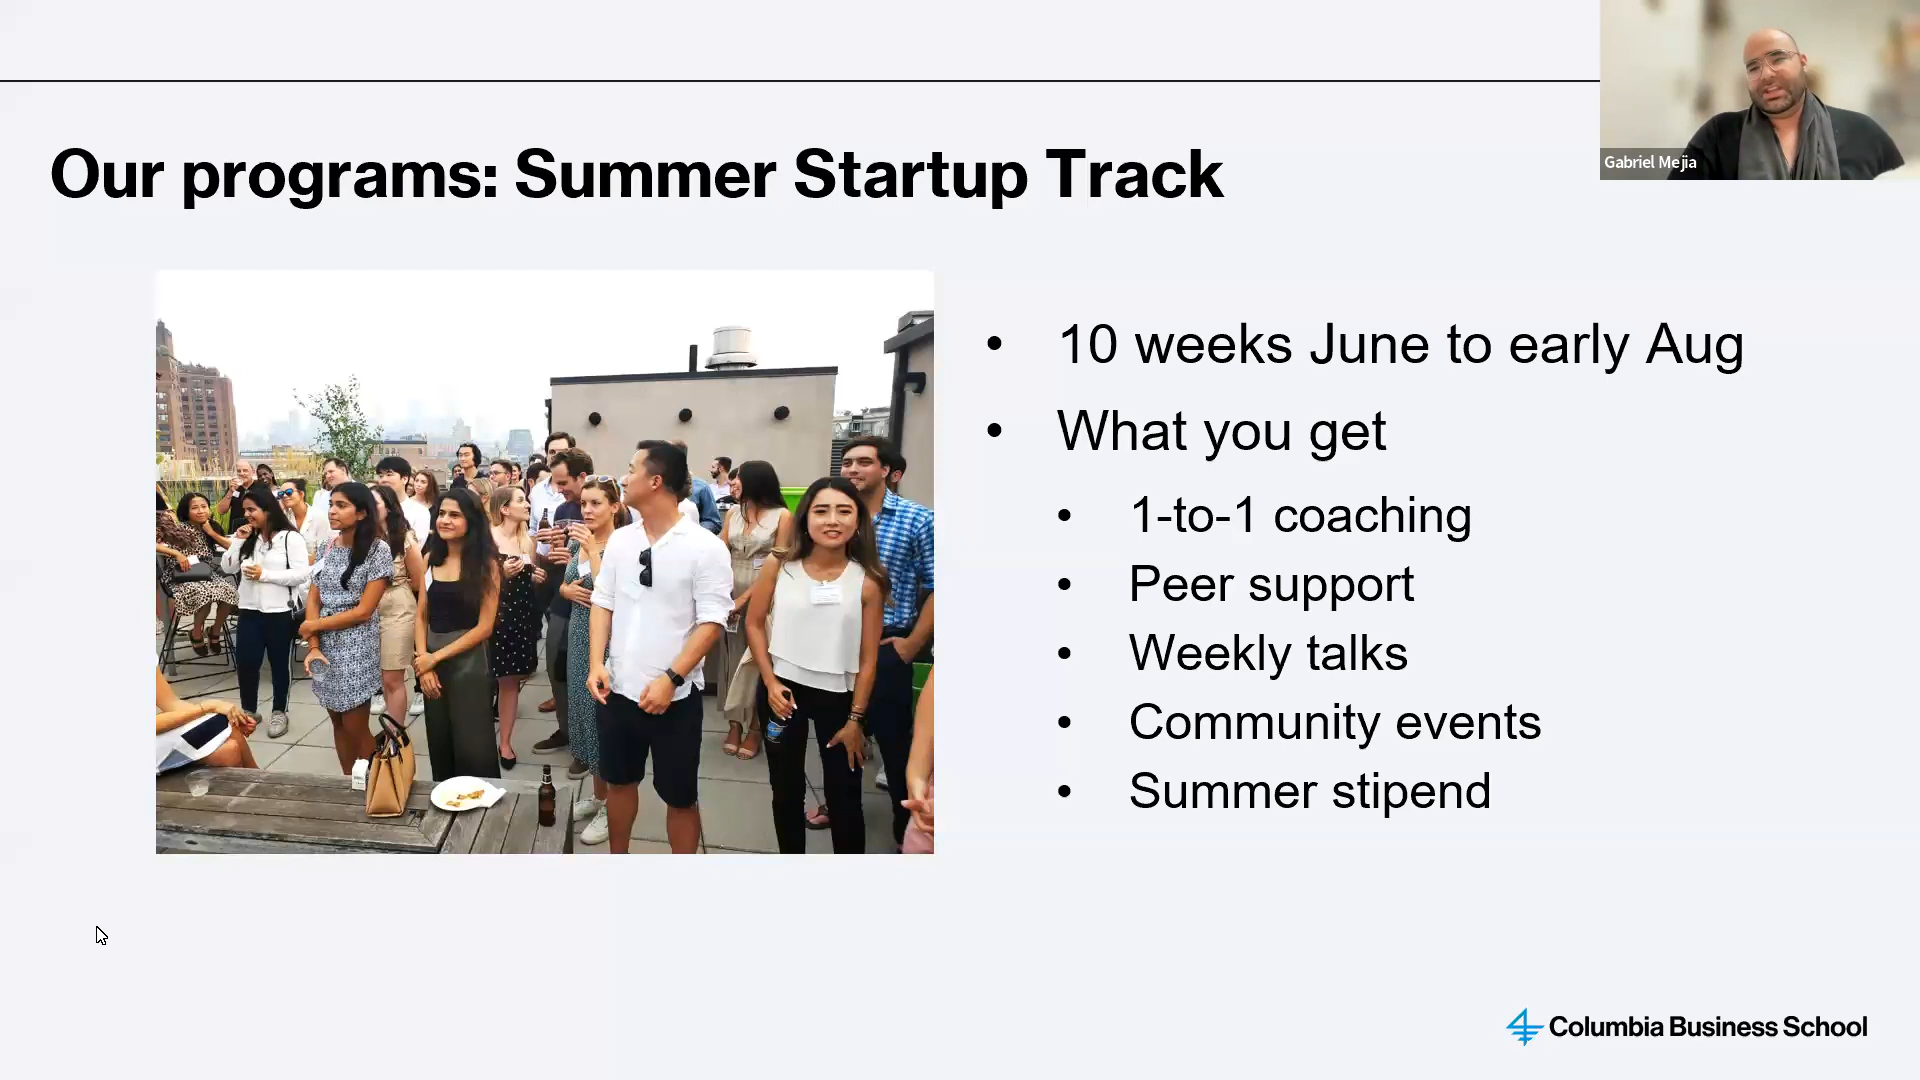 Gabriel Mejia
Our programs: Summer Startup Track
• 10 weeks June to early Aug
• What you get
• 1-to-1 coaching
• Peer support
• Weekly talks
• Community events
• Summer stipend
Columbia Business School